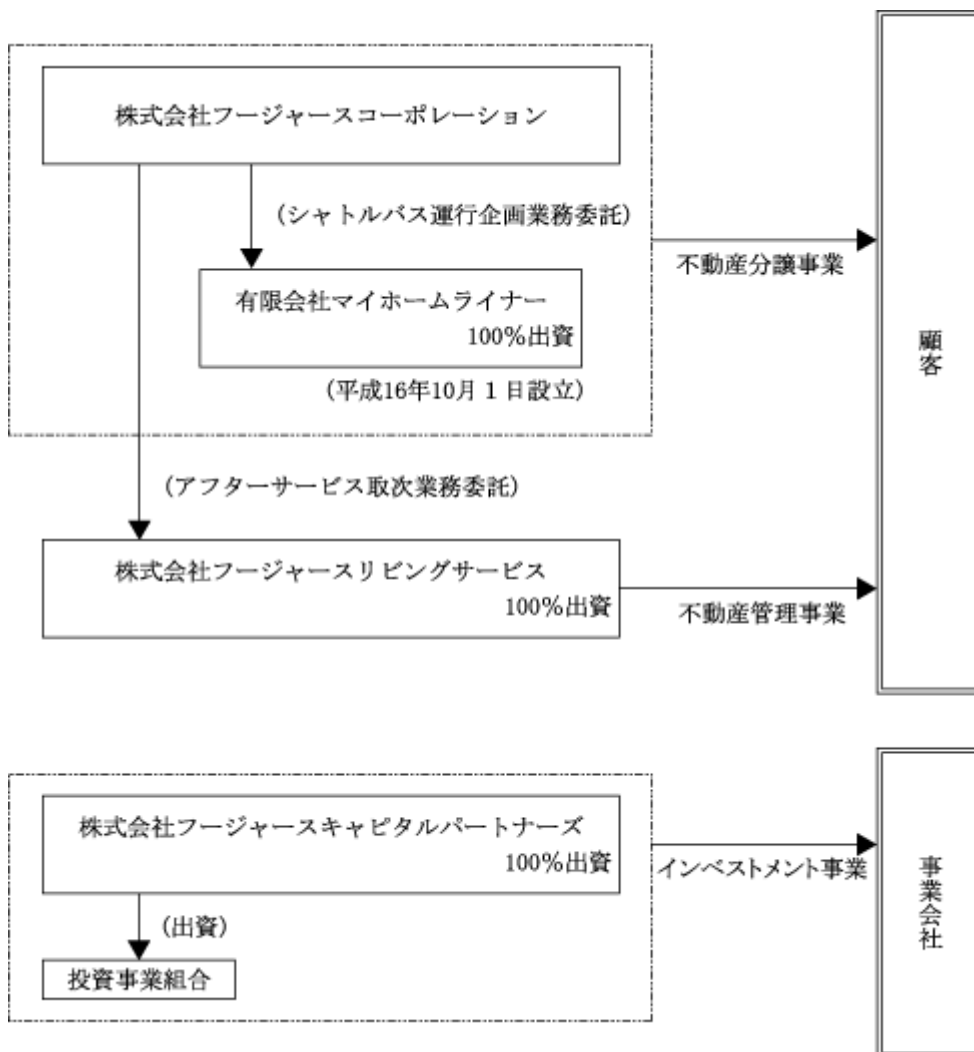 株式会社フージャースコーポレーション
（シャトルバス運行企画業務委託）
不動産分譲事業
有限会社マイホームライナー
100％出資
（平成16年10月１日設立）
顧客
（アフターサービス取次業務委託）
株式会社フージャースリビングサービス
100％出資
不動産管理事業
株式会社フージャースキャピタルパートナーズ
100％出資
インベストメント事業
事業会社
（出資）
投資事業組合